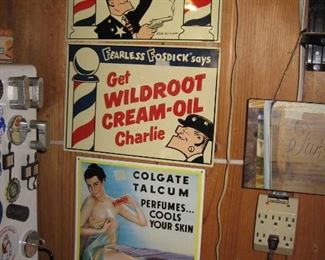 FEARLESS FOSDICK says
Get
WILDROOT
CREAM-OIL
Charlie
COLGATE
TALCUM
PERFUMES...
COOLS
YOUR SKIN